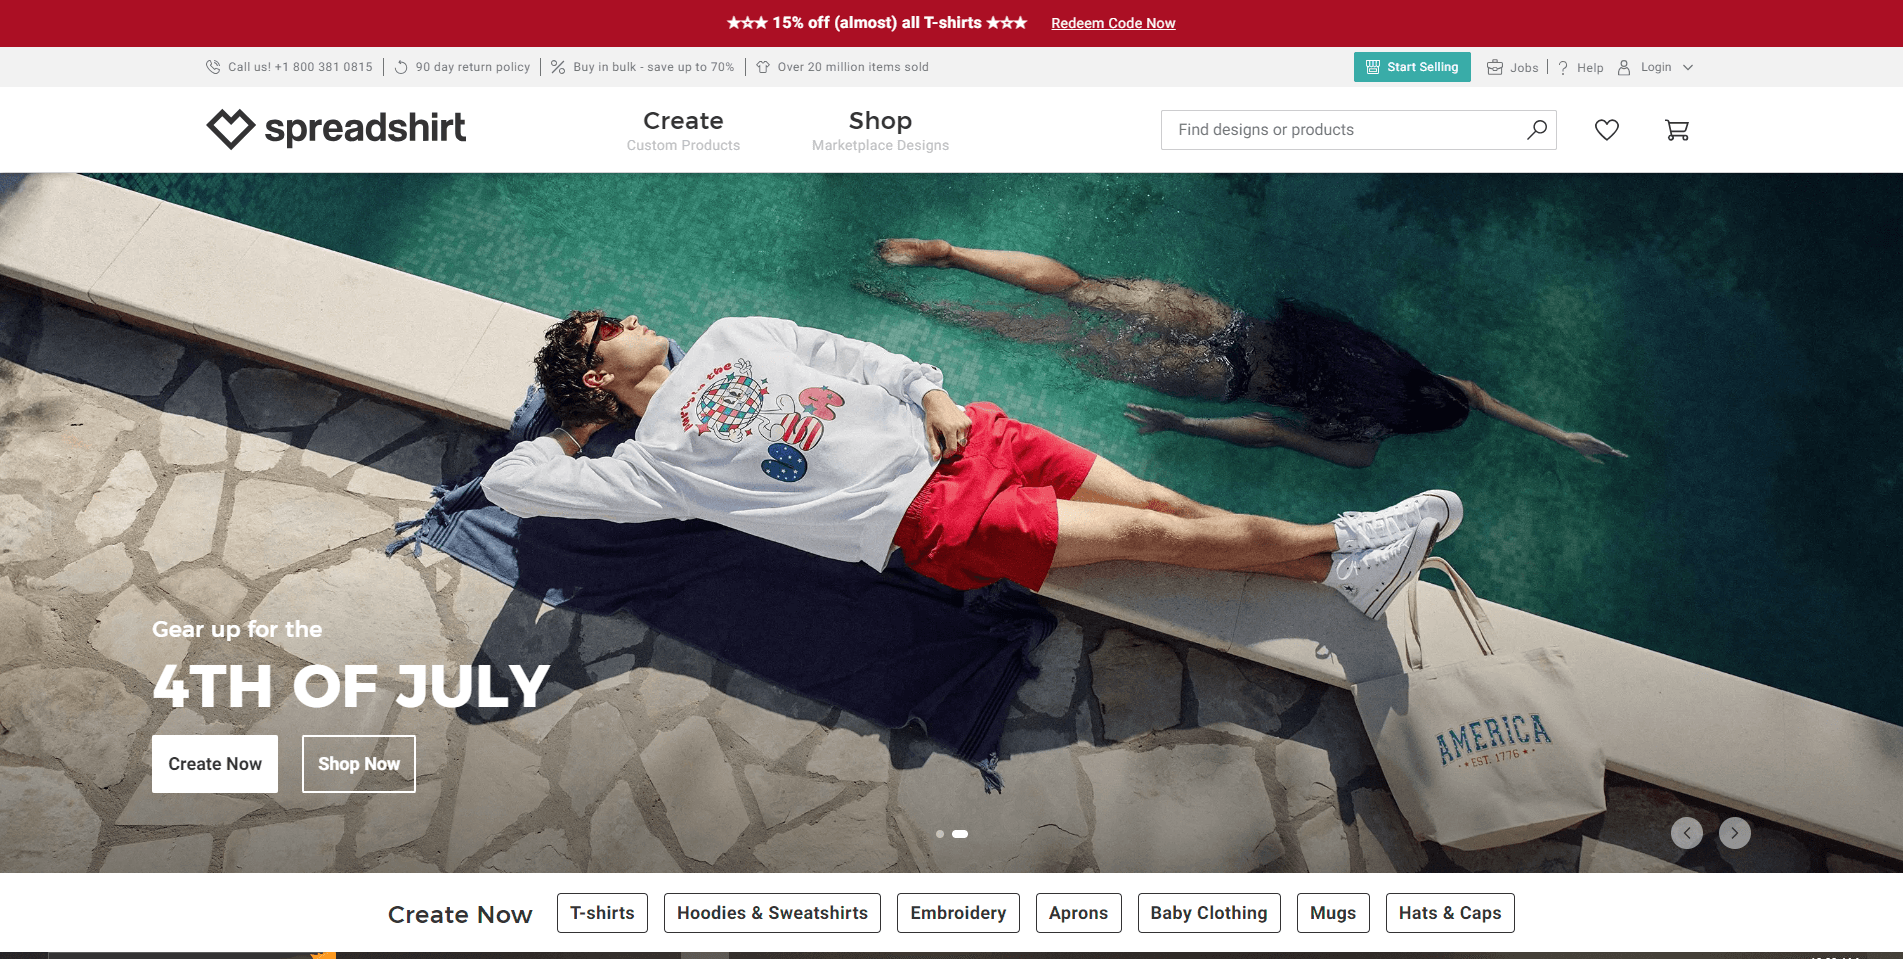 ★☆★ 15% off (almost) all T-shirts ★☆★ Redeem Code Now
Call us! +1 800 381 0815 | 90 day return policy | Buy in bulk - save up to 70% | Over 20 million items sold
Start Selling Jobs | ? Help Login
spreadshirt
Create
Custom Products
Shop
Marketplace Designs
Find designs or products
AMERICA
EST. 1776
Gear up for the
4TH OF JULY
Create Now
Shop Now
Create Now
T-shirts
Hoodies & Sweatshirts
Embroidery
Aprons
Baby Clothing
Mugs
Hats & Caps